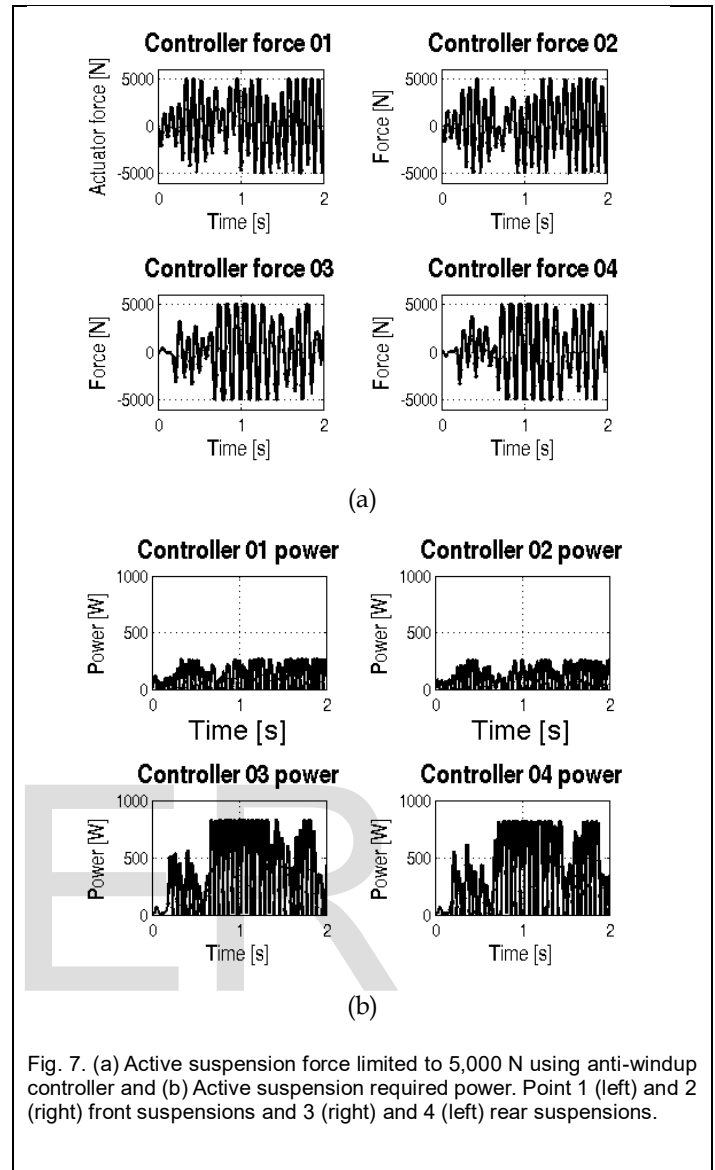 Controller force 01
Controller force 02
Actuator force [N]
5000
0
-5000
0
1
2
Time [s]
Force [N]
5000
0
-5000
0
1
2
Time [s]
Controller force 03
Controller force 04
Force [N]
5000
0
-5000
0
1
2
Time [s]
Force [N]
5000
0
-5000
0
1
2
Time [s]
(a)
Controller 01 power
Controller 02 power
Power [W]
1000
500
0
0
1
2
Time [s]
Power [W]
1000
500
0
0
1
2
Time [s]
Controller 03 power
Controller 04 power
Power [W]
1000
500
0
0
1
2
Time [s]
Power [W]
1000
500
0
0
1
2
Time [s]
ER
(b)
Fig. 7. (a) Active suspension force limited to 5,000 N using anti-windup
controller and (b) Active suspension required power. Point 1 (left) and 2
(right) front suspensions and 3 (right) and 4 (left) rear suspensions.